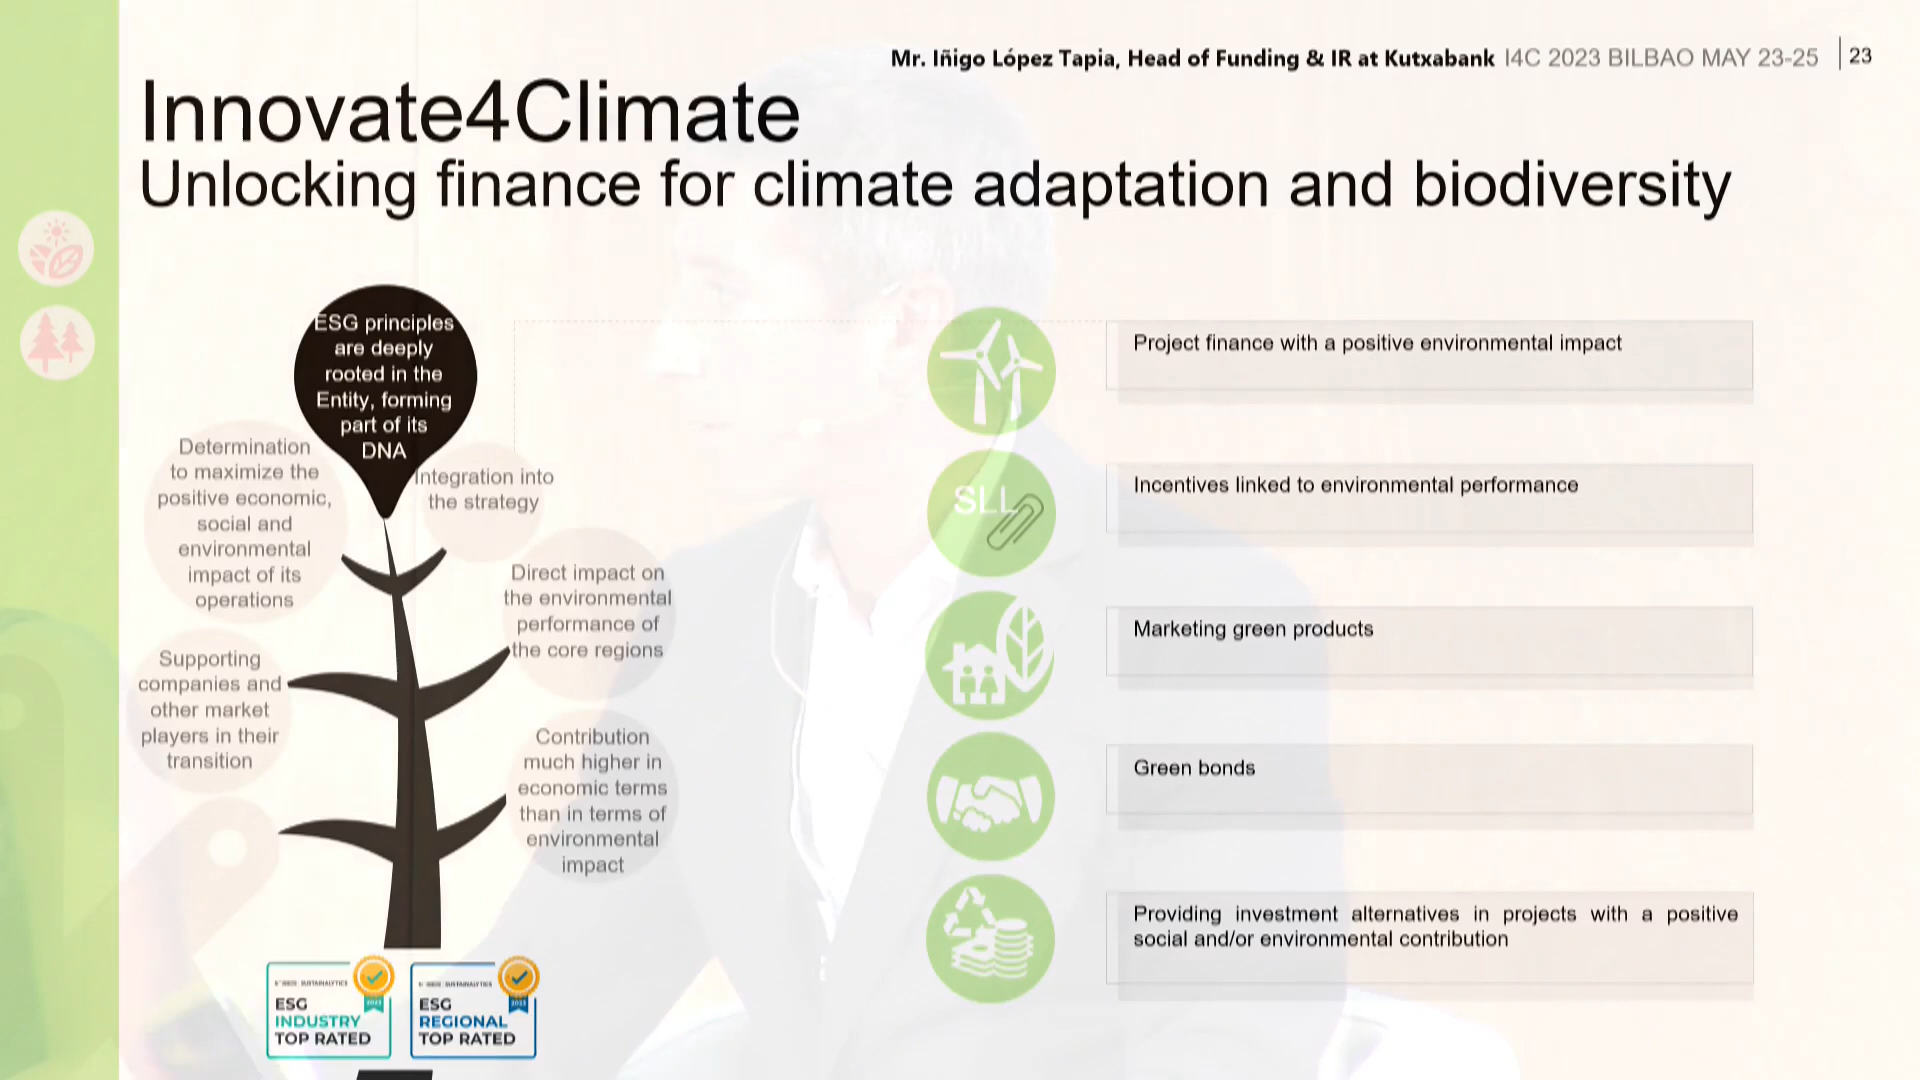 Mr. Iñigo López Tapia, Head of Funding & IR at Kutxabank I4C 2023 BILBAO MAY 23-25 23
Innovate4Climate
Unlocking finance for climate adaptation and biodiversity
ESG principles
are deeply
rooted in the
Entity, forming
part of its
DNA
Determination
to maximize the
positive economic,
social and
environmental
impact of its
operations
Integration into
the strategy
Direct impact on
the environmental
performance of
the core regions
Supporting
companies and
other market
players in their
transition
Contribution
much higher in
economic terms
than in terms of
environmental
impact
SUSTAINALYTICS
ESG
INDUSTRY
TOP RATED
SUSTAINALYTICS
ESG
REGIONAL
TOP RATED
Project finance with a positive environmental impact
SLL
Incentives linked to environmental performance
Marketing green products
Green bonds
Providing investment alternatives in projects with a positive
social and/or environmental contribution